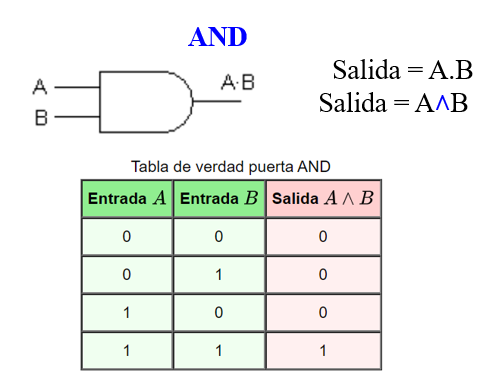 AND
Salida = A.B
Salida = A∧B
A
B
A·B
Tabla de verdad puerta AND
Entrada A Entrada B Salida A ∧ B
0 0 0
0 1 0
1 0 0
1 1 1